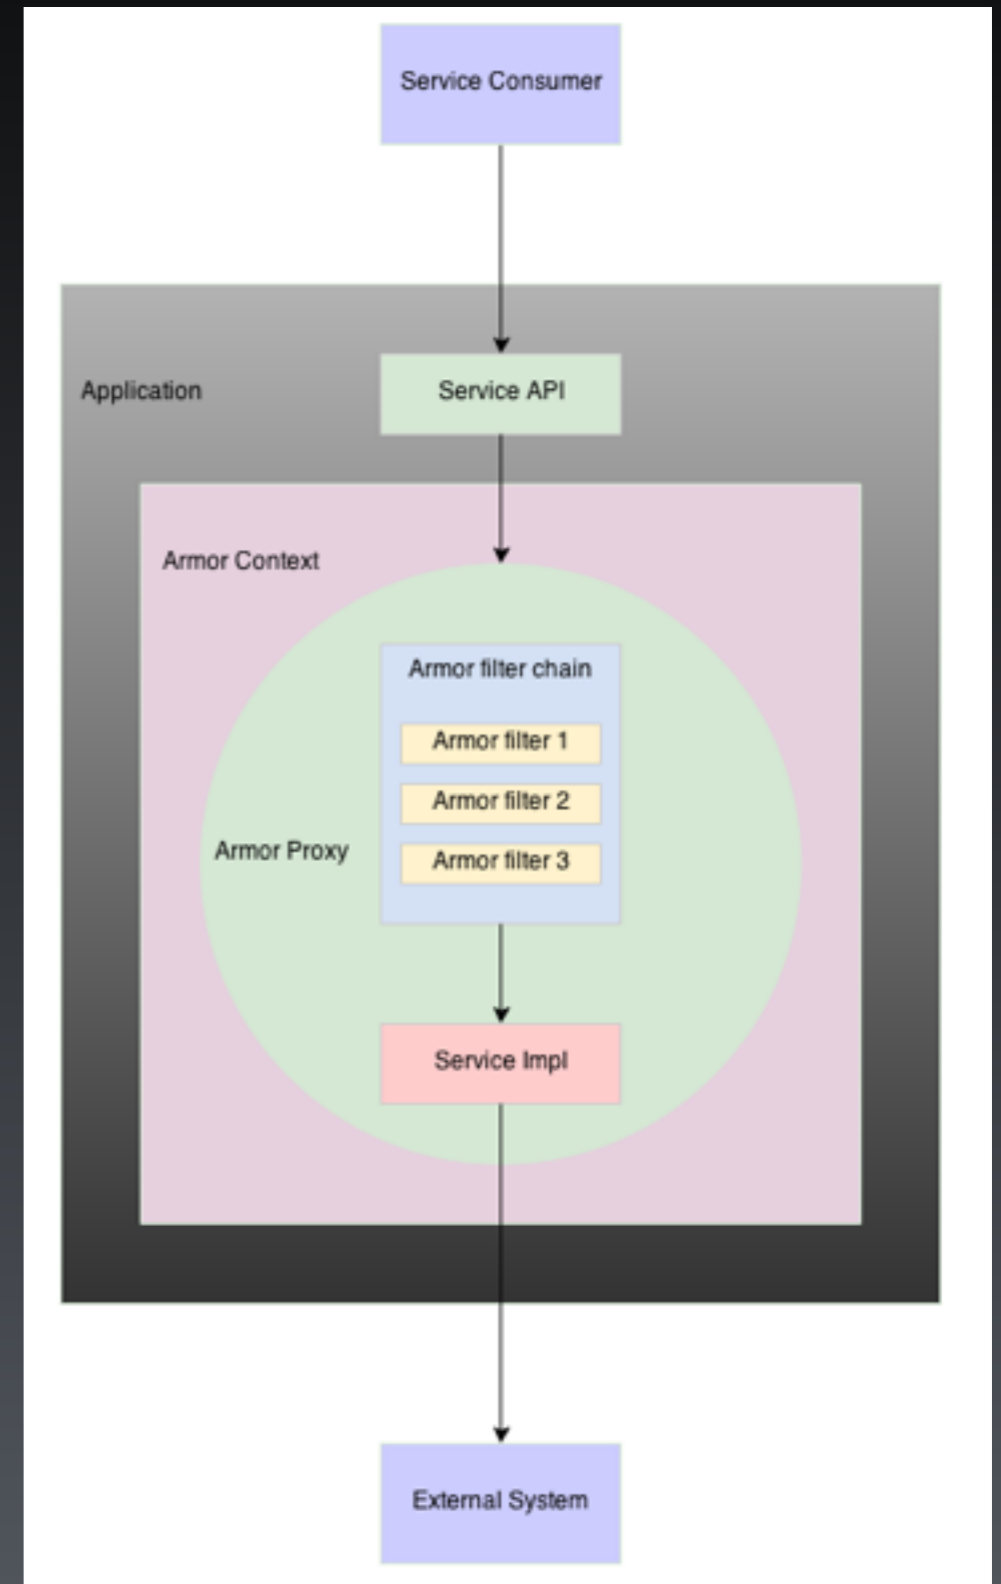 Service Consumer
Application
Service API
Armor Context
Armor filter chain
Armor filter 1
Armor filter 2
Armor Proxy
Armor filter 3
Service Impl
External System